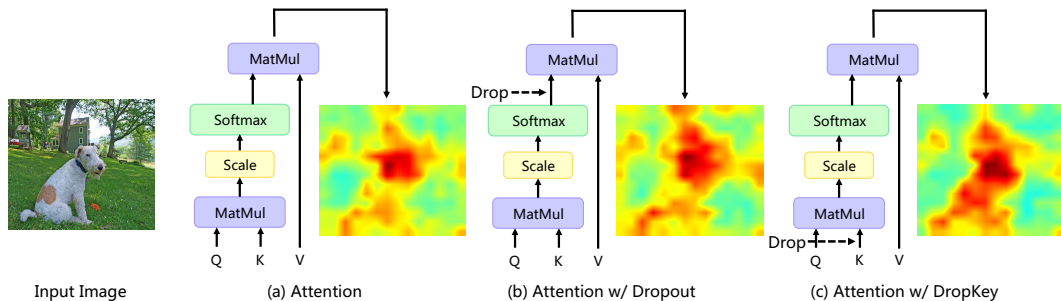 MatMul
Softmax
Scale
MatMul
Q K V
MatMul
Drop
Softmax
Scale
MatMul
Q K V
MatMul
Softmax
Scale
MatMul
Drop
Q K V
Input Image
(a) Attention
(b) Attention w/ Dropout
(c) Attention w/ DropKey